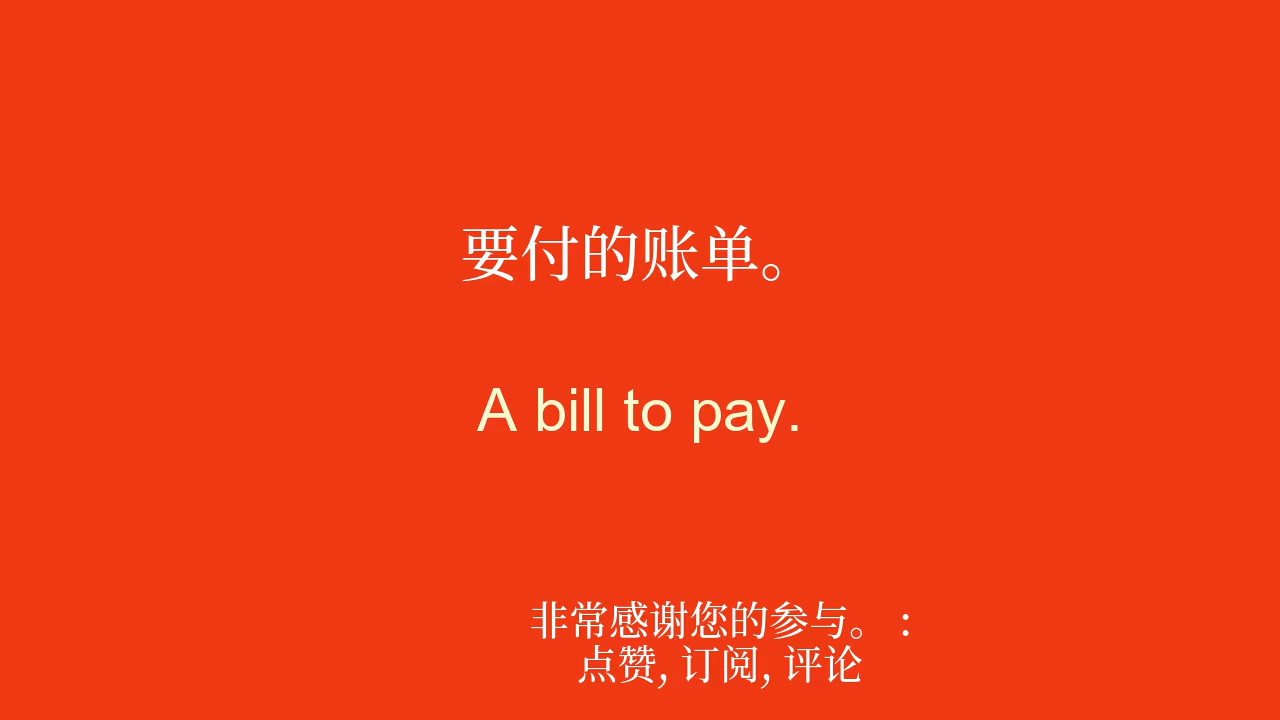 要付的账单。
A bill to pay.
非常感谢您的参与。 :
点赞, 订阅, 评论